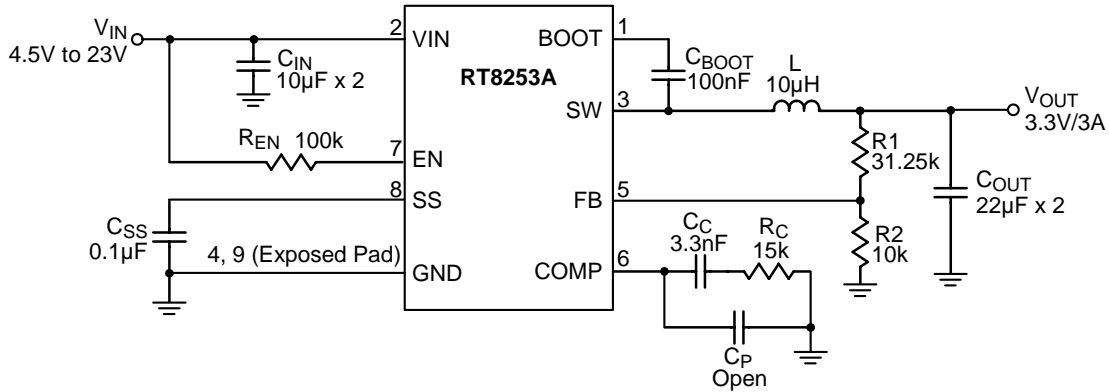 VIN
4.5V to 23V
CIN
10µF x 2
REN 100k
CSS
0.1µF
4, 9 (Exposed Pad)
2
7
8
VIN
EN
SS
GND
RT8253A
BOOT
SW
FB
COMP
1
3
5
6
CBOOT
100nF
L
10µH
VOUT
3.3V/3A
R1
31.25k
COUT
22µF x 2
R2
10k
CC
3.3nF
RC
15k
CP
Open